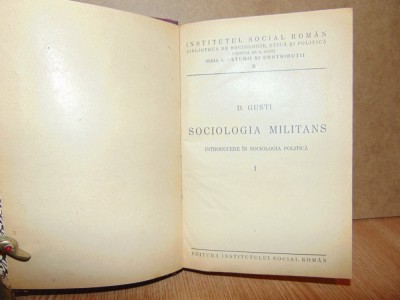 INSTITUTUL SOCIAL ROMÂN
BIBLIOTECA DE SOCIOLOGIE, ETICĂ ȘI POLITICĂ
SERIA A. STUDII ȘI CONTRIBUȚII
D. GUSTI
SOCIOLOGIA MILITANS
INTRODUCERE ÎN SOCIOLOGIA POLITICĂ
I
EDITURA INSTITUTULUI SOCIAL ROMÂN